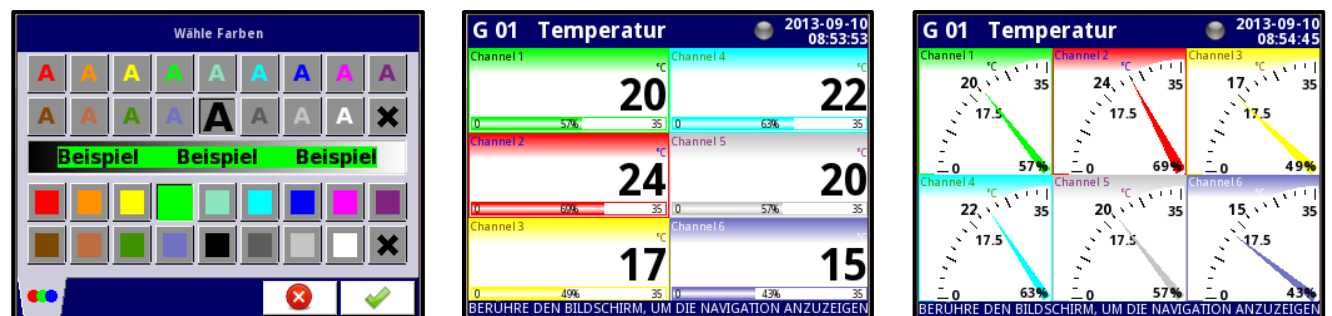 Wähle Farben
A A A A A A A A A
A A A A A A A A
Beispiel Beispiel Beispiel
G 01 Temperatur 2013-09-10
08:53:53
Channel 1 °C
20
0 57% 35
Channel 4 °C
22
0 63% 35
Channel 2 °C
24
0 69% 35
Channel 5 °C
20
0 57% 35
Channel 3 °C
17
0 49% 35
Channel 6 °C
15
0 43% 35
BERÜHRE DEN BILDSCHIRM, UM DIE NAVIGATION ANZUZEIGEN
G 01 Temperatur 2013-09-10
08:54:45
Channel 1
°C
20 35
17.5
0 57%
Channel 2
°C
24 35
17.5
0 69%
Channel 3
°C
17 35
17.5
0 49%
Channel 4
°C
22 35
17.5
0 63%
Channel 5
°C
20 35
17.5
0 57%
Channel 6
°C
15 35
17.5
0 43%
BERÜHRE DEN BILDSCHIRM, UM DIE NAVIGATION ANZUZEIGEN